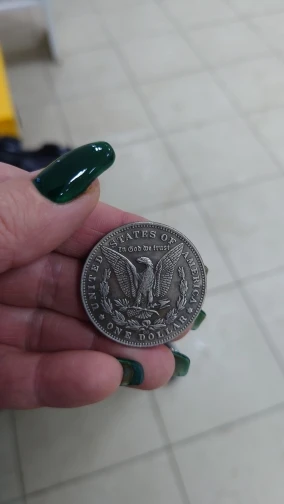 UNITED STATES OF AMERICA
In God we trust
ONE DOLLAR